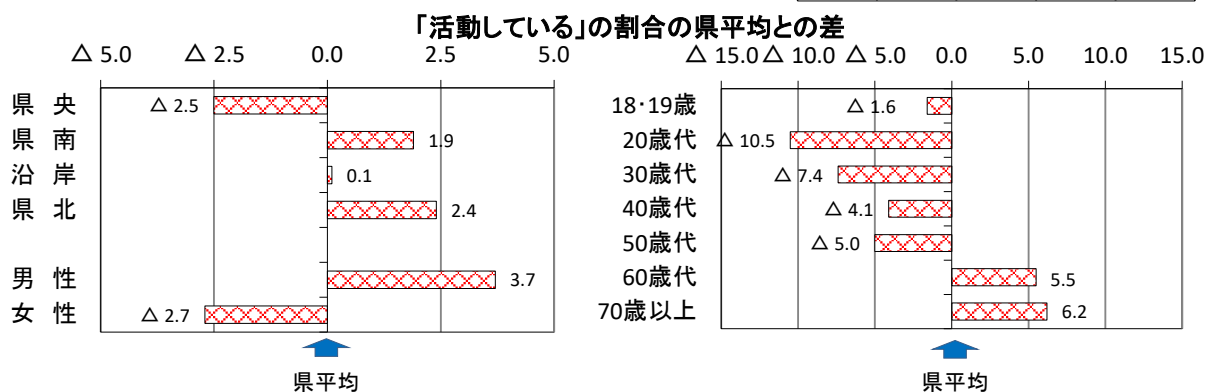 「活動している」の割合の県平均との差
△ 5.0 △ 2.5 0.0 2.5 5.0
県 央 △ 2.5
県 南 1.9
沿 岸 0.1
県 北 2.4
男 性 3.7
女 性 △ 2.7
県平均
△ 15.0 △ 10.0 △ 5.0 0.0 5.0 10.0 15.0
18･19歳 △ 1.6
20歳代 △ 10.5
30歳代 △ 7.4
40歳代 △ 4.1
50歳代 △ 5.0
60歳代 5.5
70歳以上 6.2
県平均